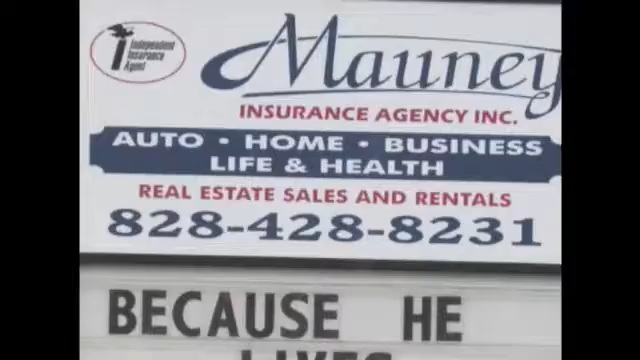 Independent
Insurance
Agent
Mauney
INSURANCE AGENCY INC.
AUTO • HOME • BUSINESS
LIFE & HEALTH
REAL ESTATE SALES AND RENTALS
828-428-8231
BECAUSE HE
LIVES